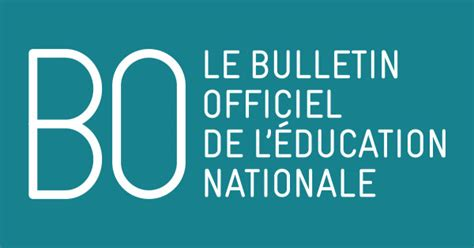 BO
LE BULLETIN
OFFICIEL
DE L'ÉDUCATION
NATIONALE